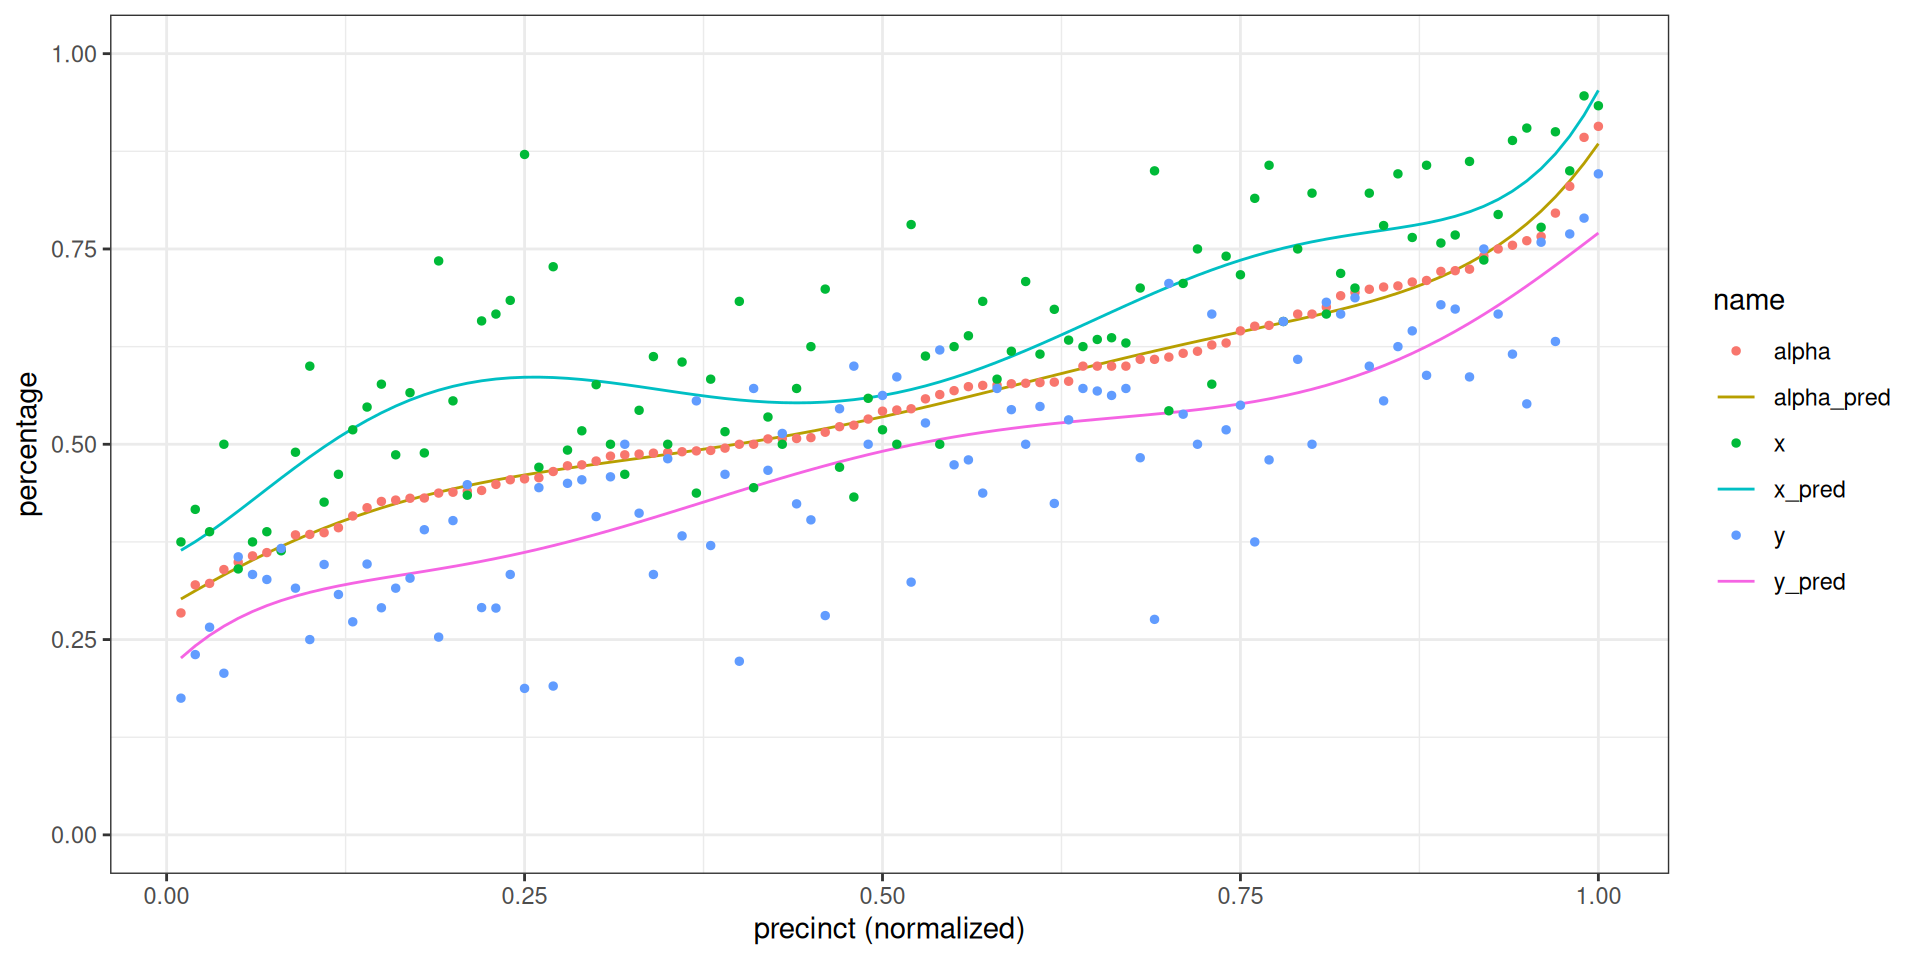 1.00
0.75
0.50
0.25
0.00
percentage
0.00 0.25 0.50 0.75 1.00
precinct (normalized)
name
alpha
alpha_pred
x
x_pred
y
y_pred